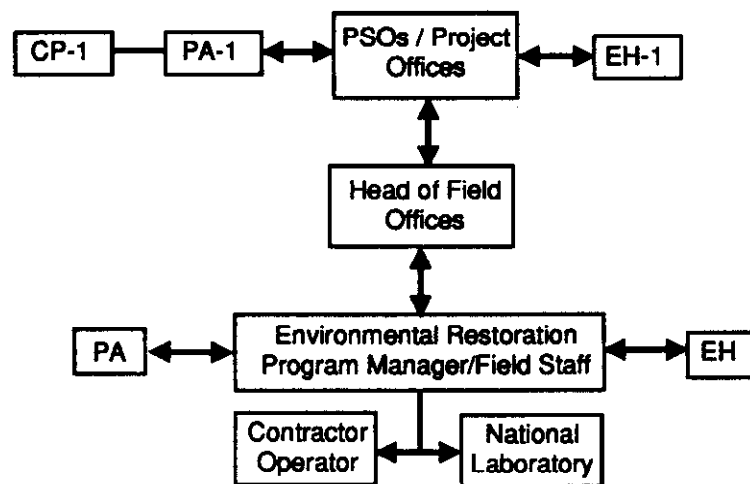 PSOs / Project
Offices
CP-1
PA-1
EH-1
Head of Field
Offices
Environmental Restoration
Program Manager/Field Staff
PA
EH
Contractor
Operator
National
Laboratory